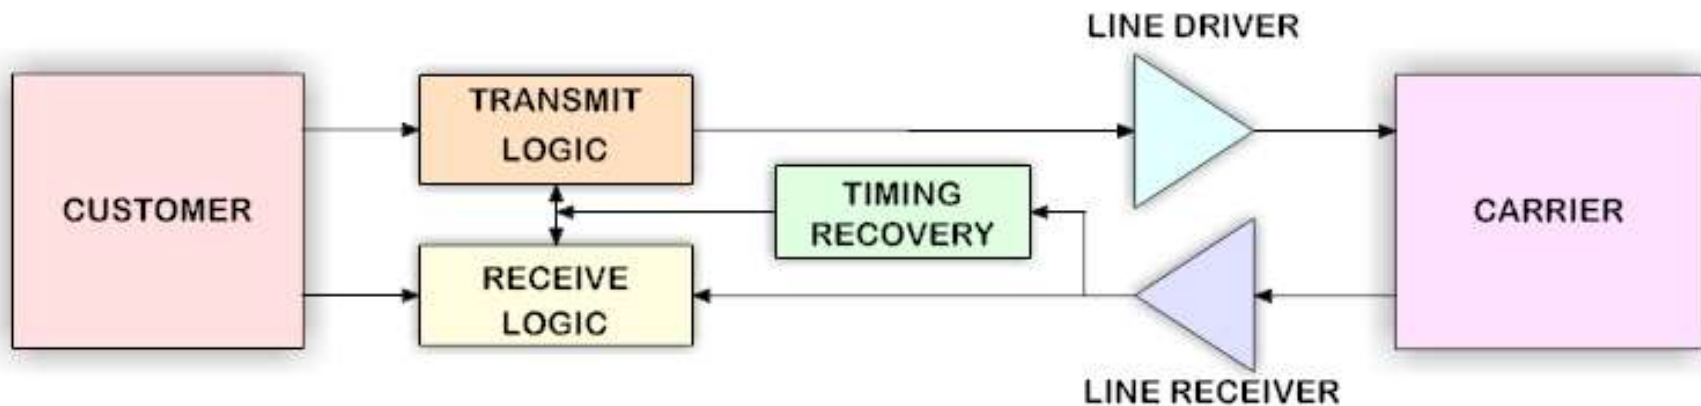 LINE DRIVER
TRANSMIT
LOGIC
CUSTOMER
TIMING
RECOVERY
CARRIER
RECEIVE
LOGIC
LINE RECEIVER